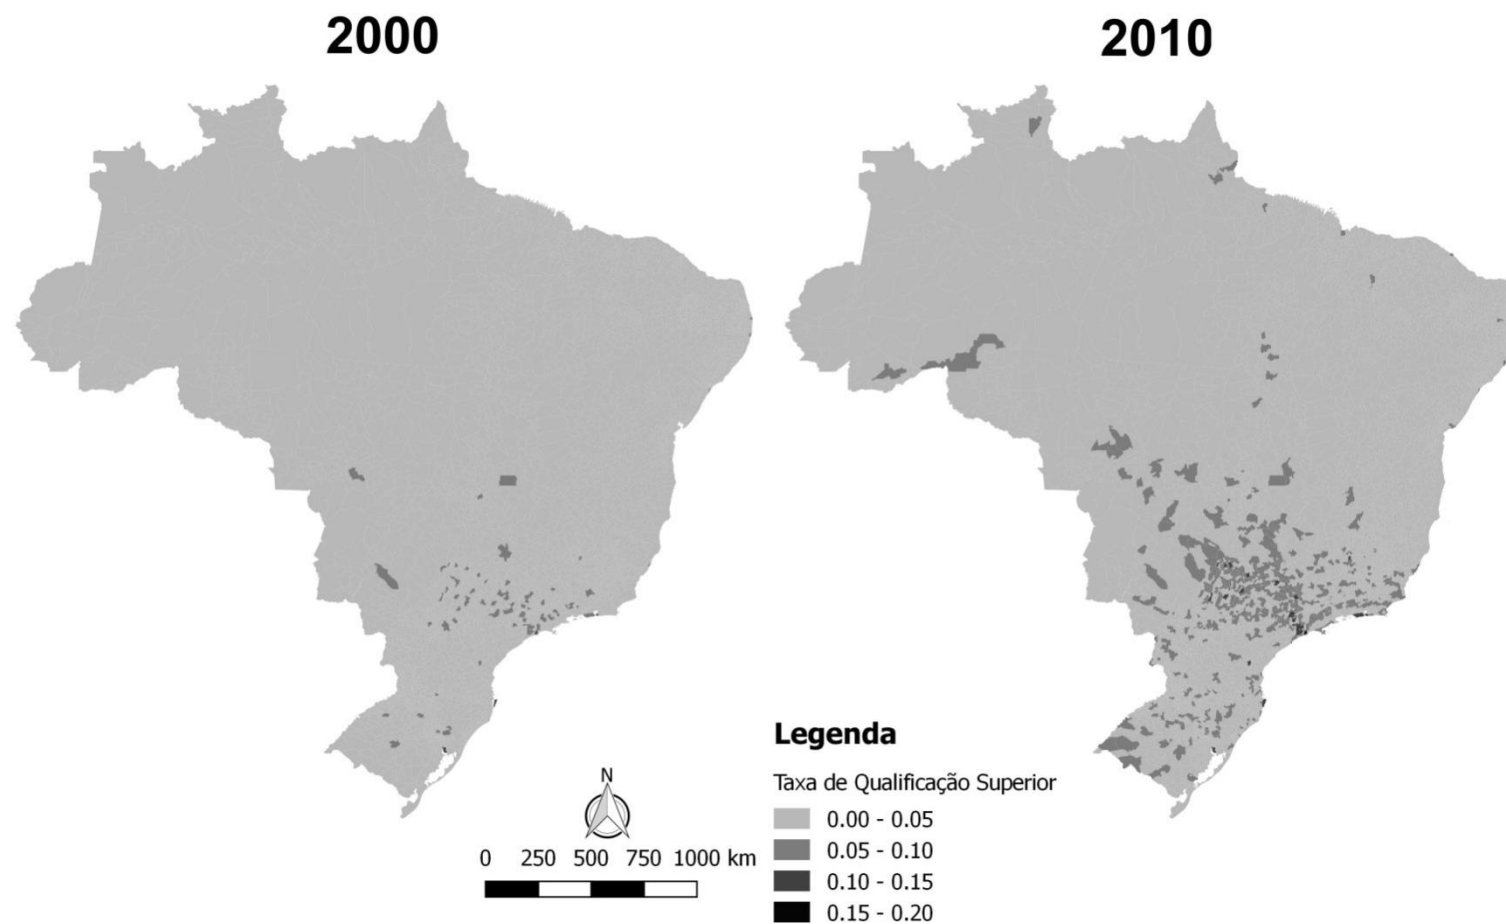 2000
2010
N
0 250 500 750 1000 km
Legenda
Taxa de Qualificação Superior
0.00 - 0.05
0.05 - 0.10
0.10 - 0.15
0.15 - 0.20